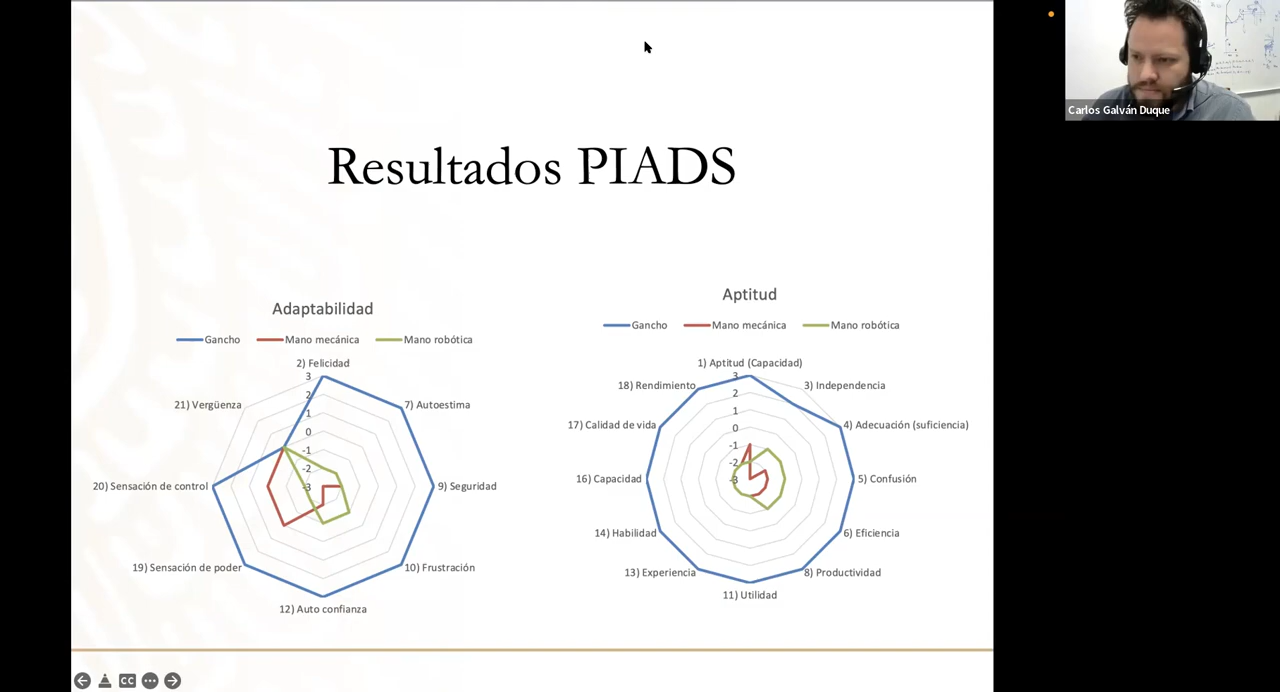 Carlos Galván Duque
Resultados PIADS
Adaptabilidad
Gancho Mano mecánica Mano robótica
2) Felicidad
3
2
1
0
-1
-2
-3
21) Vergüenza
7) Autoestima
20) Sensación de control
9) Seguridad
19) Sensación de poder
10) Frustración
12) Auto confianza
Aptitud
Gancho Mano mecánica Mano robótica
1) Aptitud (Capacidad)
3
2
1
0
-1
-2
-3
18) Rendimiento
3) Independencia
17) Calidad de vida
4) Adecuación (suficiencia)
16) Capacidad
5) Confusión
14) Habilidad
6) Eficiencia
13) Experiencia
8) Productividad
11) Utilidad
CC